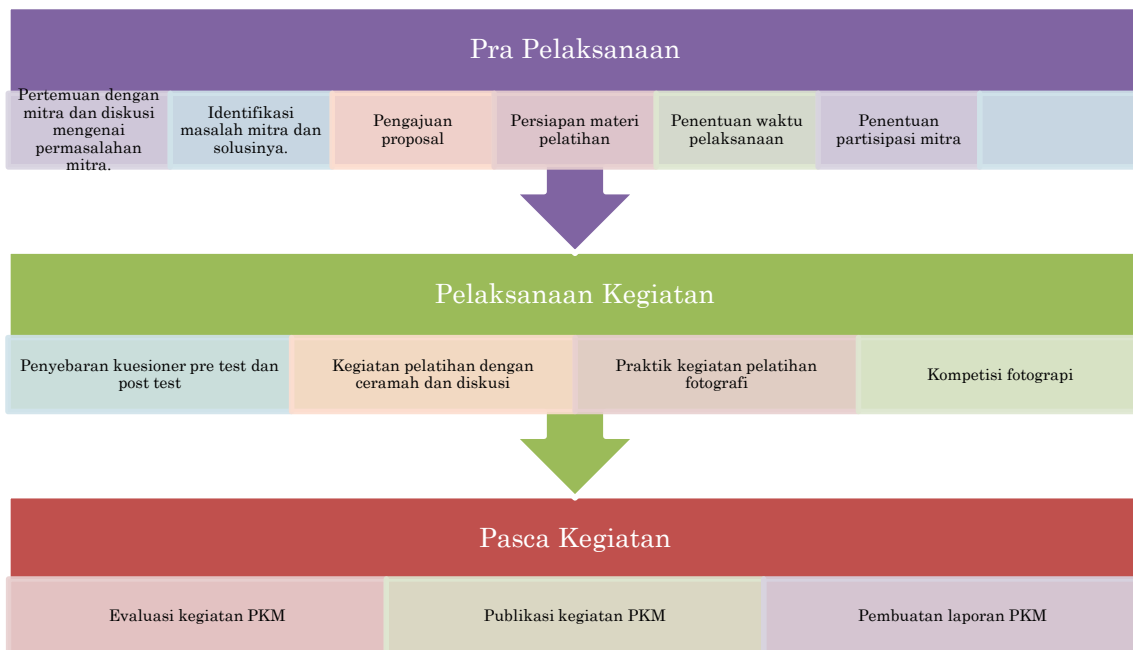 Pra Pelaksanaan
Pertemuan dengan
mitra dan diskusi
mengenai
permasalahan
mitra.
Identifikasi
masalah mitra dan
solusinya.
Pengajuan
proposal
Persiapan materi
pelatihan
Penentuan waktu
pelaksanaan
Penentuan
partisipasi mitra
Pelaksanaan Kegiatan
Penyebaran kuesioner pre test dan
post test
Kegiatan pelatihan dengan
ceramah dan diskusi
Praktik kegiatan pelatihan
fotografi
Kompetisi fotograpi
Pasca Kegiatan
Evaluasi kegiatan PKM
Publikasi kegiatan PKM
Pembuatan laporan PKM